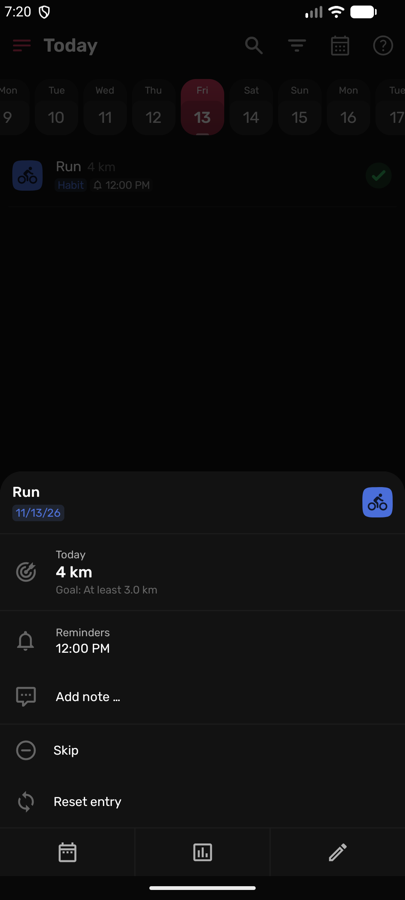 7:20
Today
Mon Tue Wed Thu Fri Sat Sun Mon Tue
9 10 11 12 13 14 15 16 17
Run 4 km
Habit 12:00 PM
Run
11/13/26
Today
4 km
Goal: At least 3.0 km
Reminders
12:00 PM
Add note ...
Skip
Reset entry